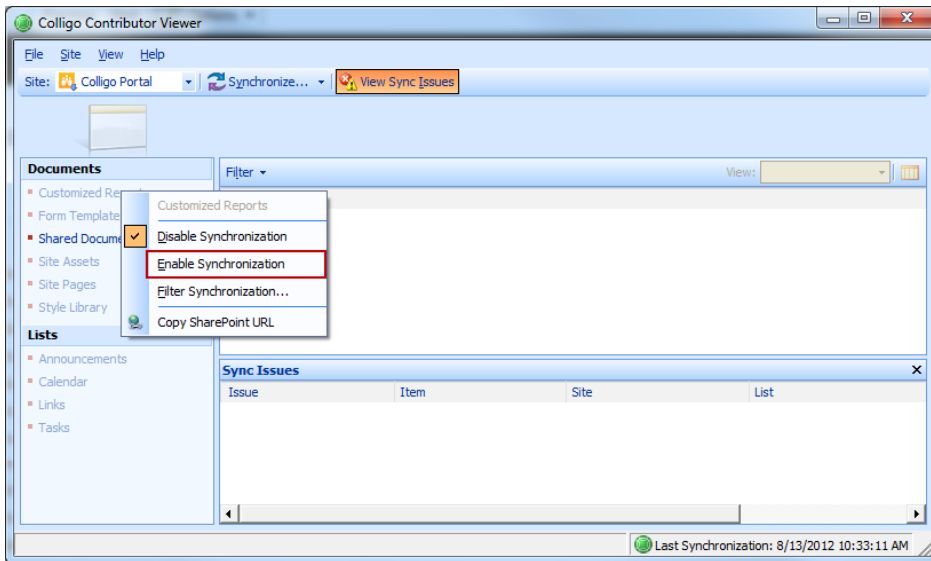 Colligo Contributor Viewer
File Site View Help
Site: Colligo Portal Synchronize... View Sync Issues
Documents
Filter View:
Customized Re
Customized Reports
Form Template
Shared Docume
Disable Synchronization
Site Assets
Enable Synchronization
Site Pages
Filter Synchronization...
Style Library
Copy SharePoint URL
Lists
Announcements
Calendar
Links
Tasks
Sync Issues
Issue Item Site List
Last Synchronization: 8/13/2012 10:33:11 AM